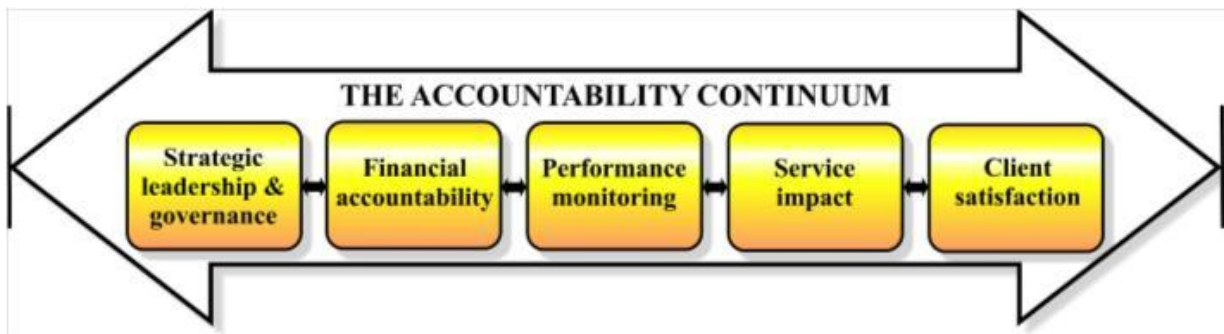 THE ACCOUNTABILITY CONTINUUM
Strategic
leadership &
governance
Financial
accountability
Performance
monitoring
Service
impact
Client
satisfaction